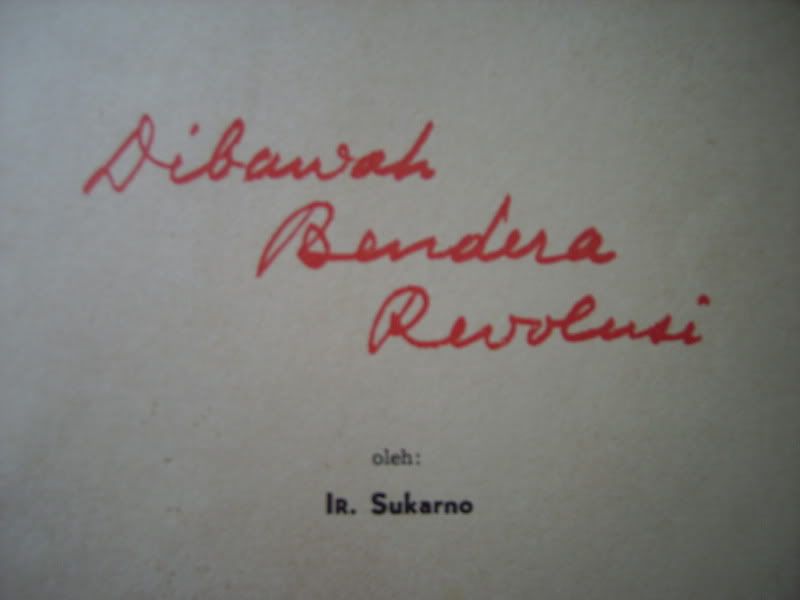 Dibawah
Bendera
Revolusi
oleh:
IR. Sukarno